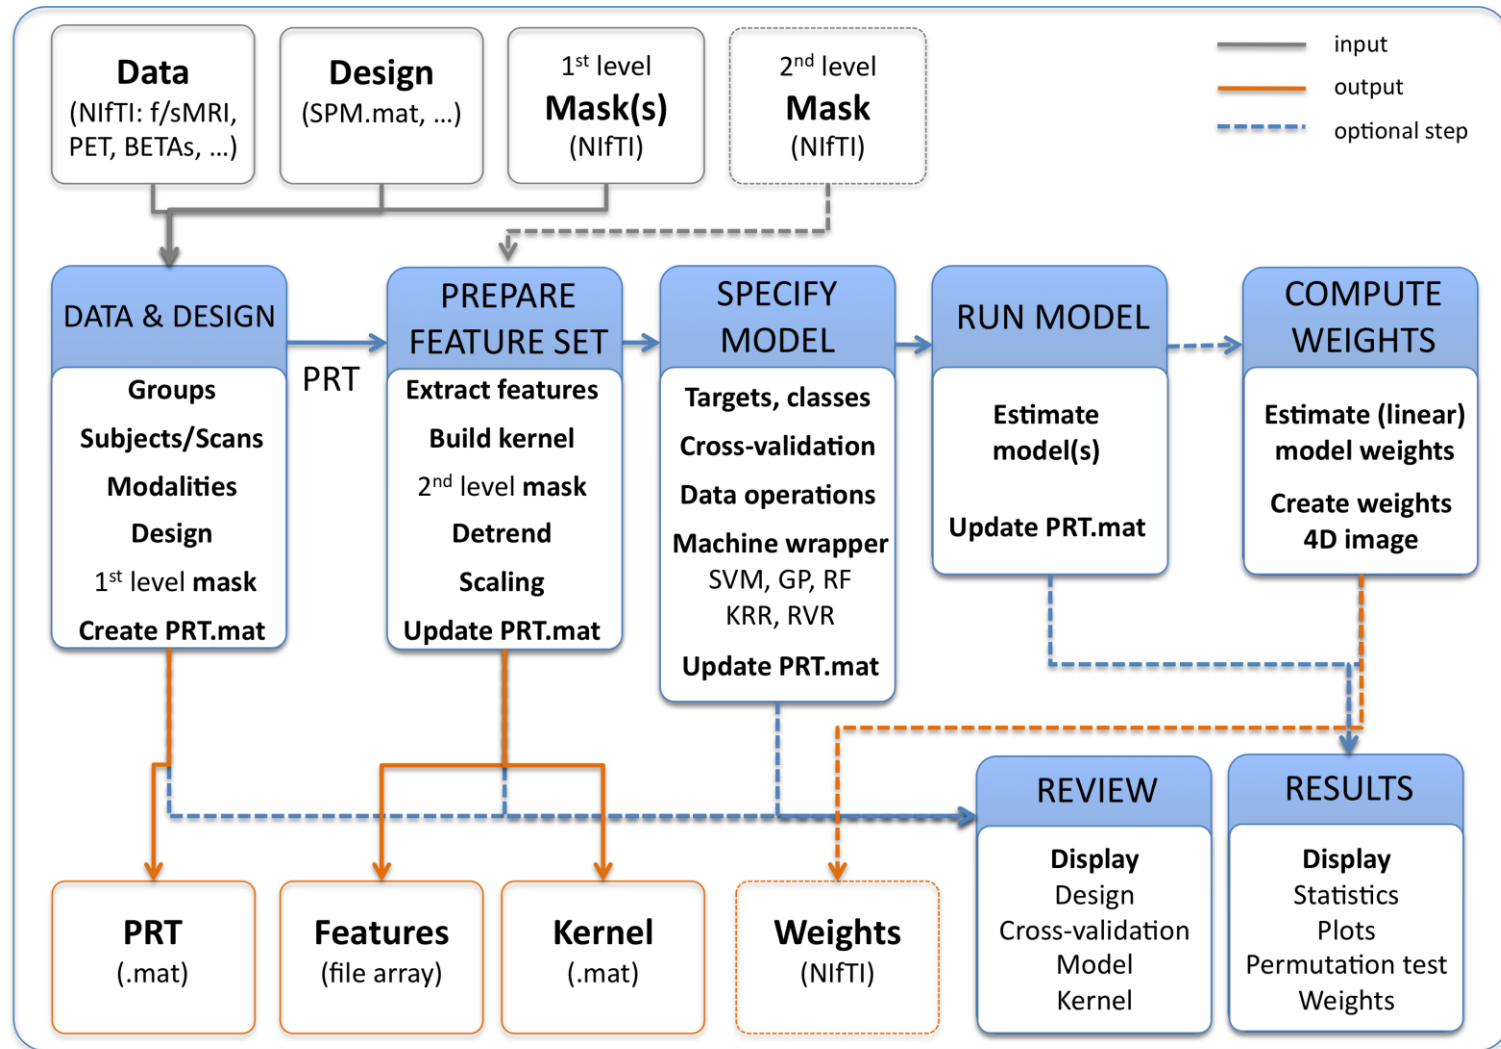 Data
(NIfTI: f/sMRI,
PET, BETAs, ...)
Design
(SPM.mat, ...)
1st level
Mask(s)
(NIfTI)
2nd level
Mask
(NIfTI)
input
output
optional step
DATA & DESIGN
Groups
Subjects/Scans
Modalities
Design
1st level mask
Create PRT.mat
PRT
PREPARE
FEATURE SET
Extract features
Build kernel
2nd level mask
Detrend
Scaling
Update PRT.mat
SPECIFY
MODEL
Targets, classes
Cross-validation
Data operations
Machine wrapper
SVM, GP, RF
KRR, RVR
Update PRT.mat
RUN MODEL
Estimate
model(s)
Update PRT.mat
COMPUTE
WEIGHTS
Estimate (linear)
model weights
Create weights
4D image
PRT
(.mat)
Features
(file array)
Kernel
(.mat)
Weights
(NIfTI)
REVIEW
Display
Design
Cross-validation
Model
Kernel
RESULTS
Display
Statistics
Plots
Permutation test
Weights